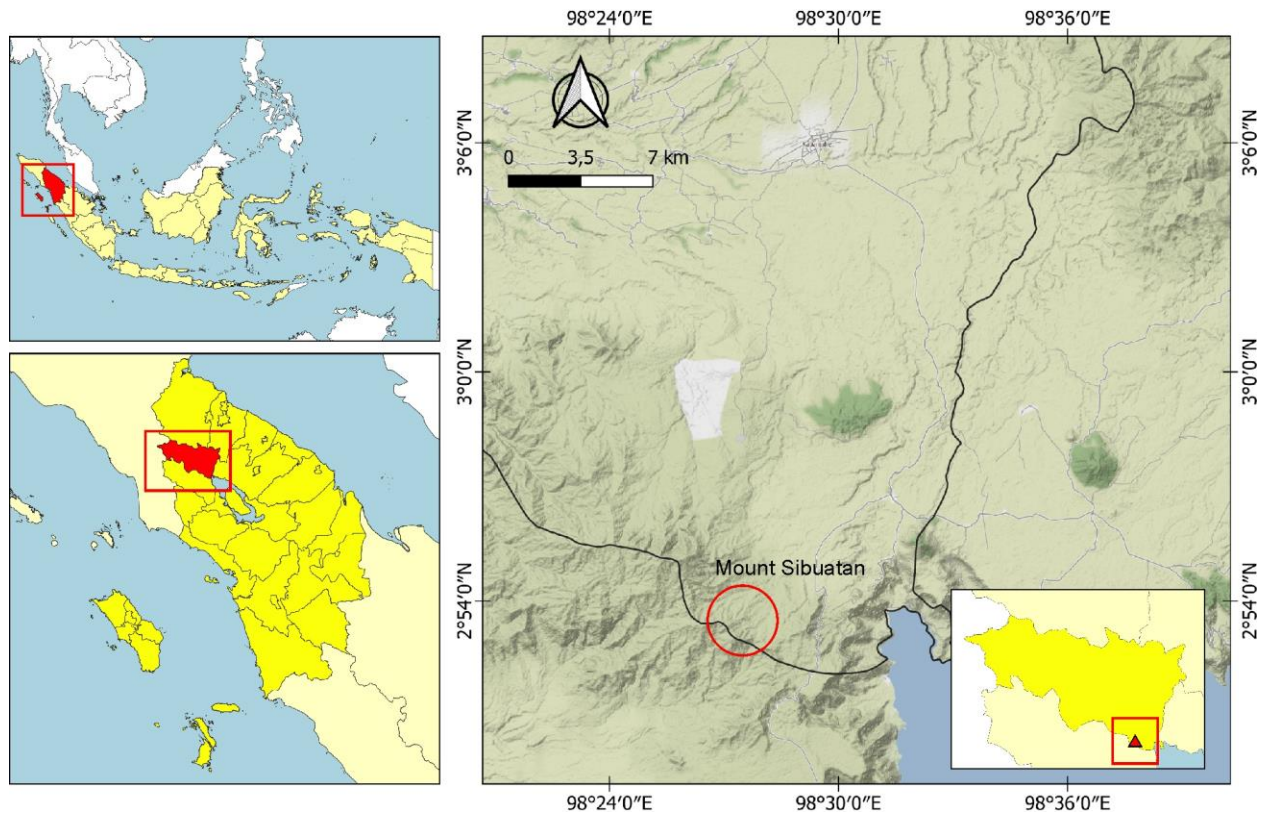 98°24′0″E 98°30′0″E 98°36′0″E
0 3,5 7 km
3°6′0″N 3°6′0″N
3°0′0″N 3°0′0″N
Mount Sibuatan
2°54′0″N 2°54′0″N
98°24′0″E 98°30′0″E 98°36′0″E